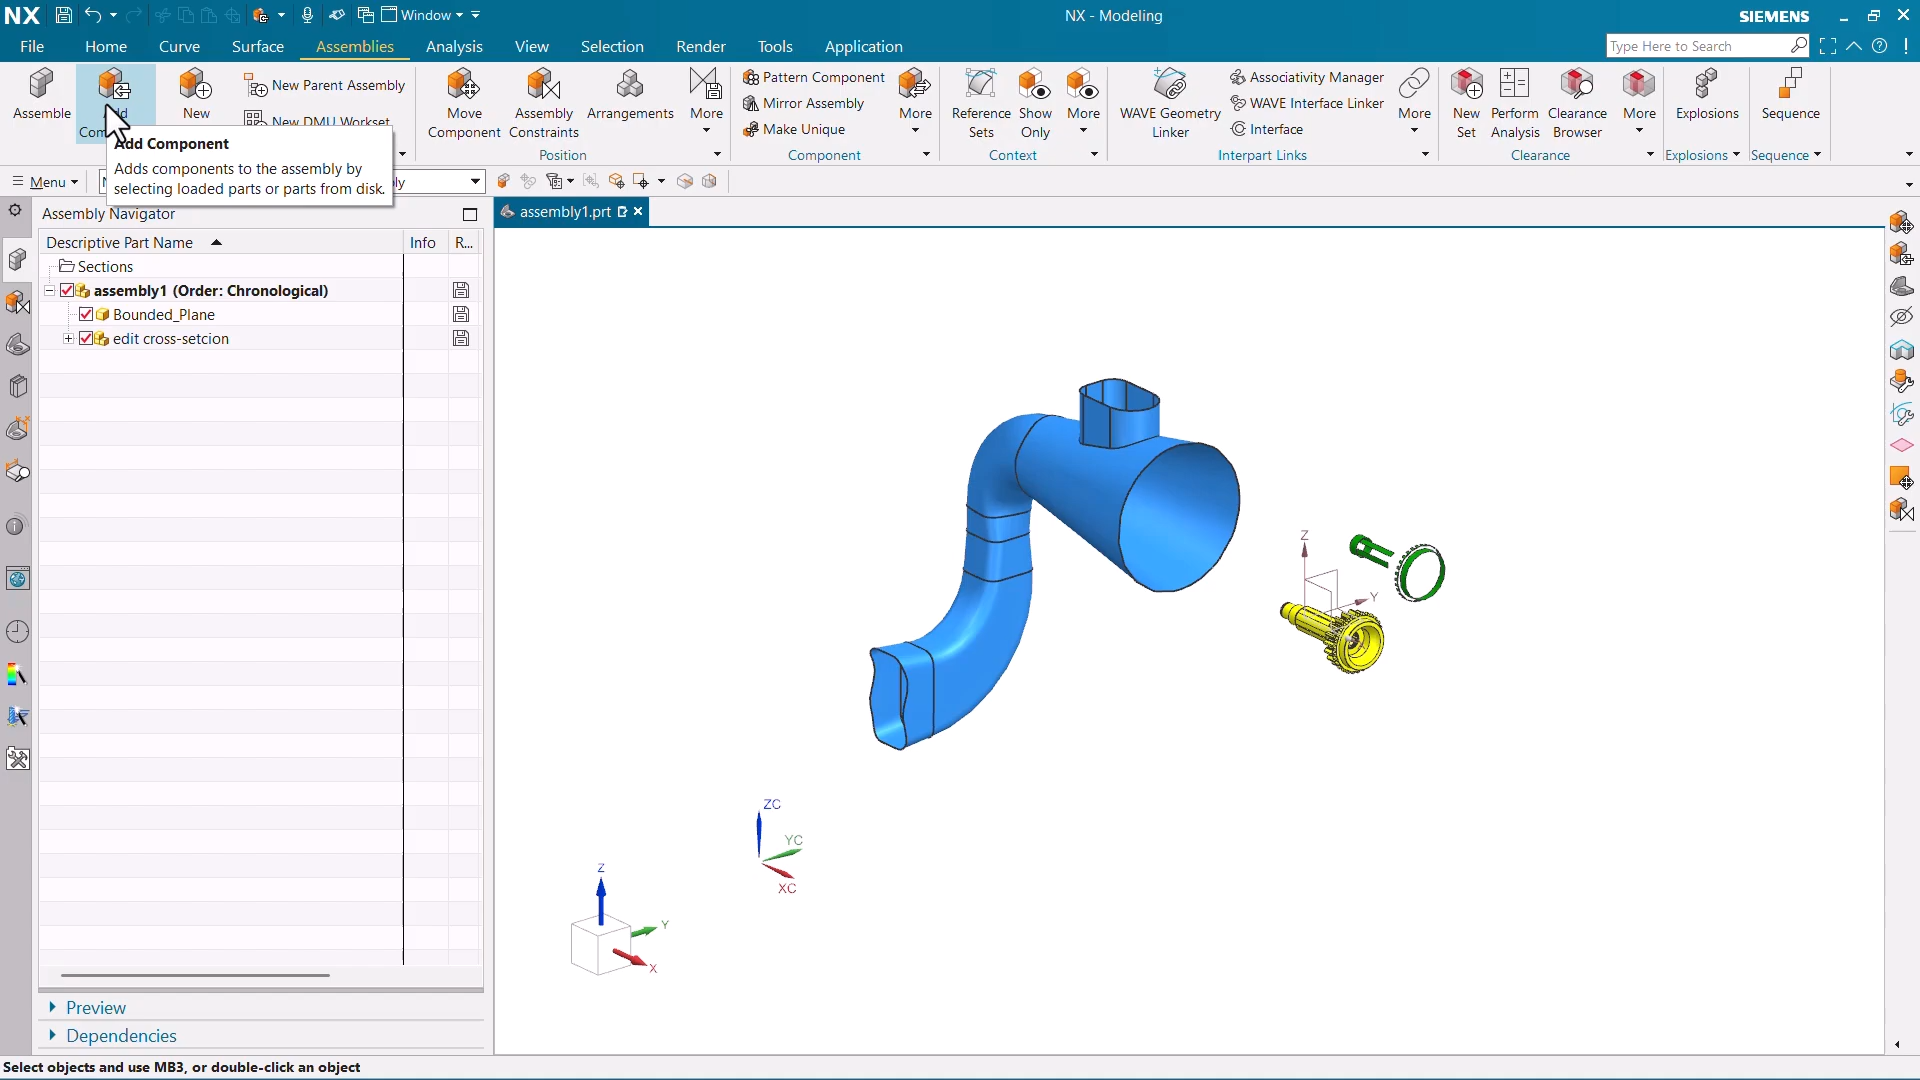 NX
Window
NX - Modeling
SIEMENS
File
Home
Curve
Surface
Assemblies
Analysis
View
Selection
Render
Tools
Application
Type Here to Search
Assemble
New
New Parent Assembly
New DMU Workset
Move Component
Assembly Constraints
Arrangements
More
Position
Pattern Component
Mirror Assembly
Make Unique
More
Component
Reference Sets
Show Only
More
Context
WAVE Geometry Linker
Associativity Manager
WAVE Interface Linker
Interface
More
Interpart Links
New Set
Perform Analysis
Clearance Browser
More
Clearance
Explosions
Explosions
Sequence
Sequence
Add Component
Adds components to the assembly by
selecting loaded parts or parts from disk.
Menu
Assembly Navigator
assembly1.prt
Descriptive Part Name
Info
R...
Sections
assembly1 (Order: Chronological)
Bounded_Plane
edit cross-setcion
Z
Y
ZC
YC
XC
Z
Y
X
Preview
Dependencies
Select objects and use MB3, or double-click an object